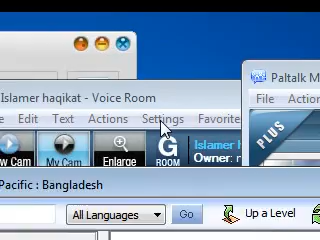 Islamer haqikat - Voice Room
Edit Text Actions Settings Favorite
Paltalk M
File Action
PLUS
w Cam My Cam Enlarge G ROOM
Islamer h
Owner: n
Pacific : Bangladesh
All Languages Go Up a Level